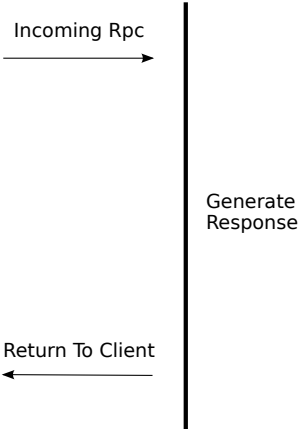 Incoming Rpc
Generate
Response
Return To Client